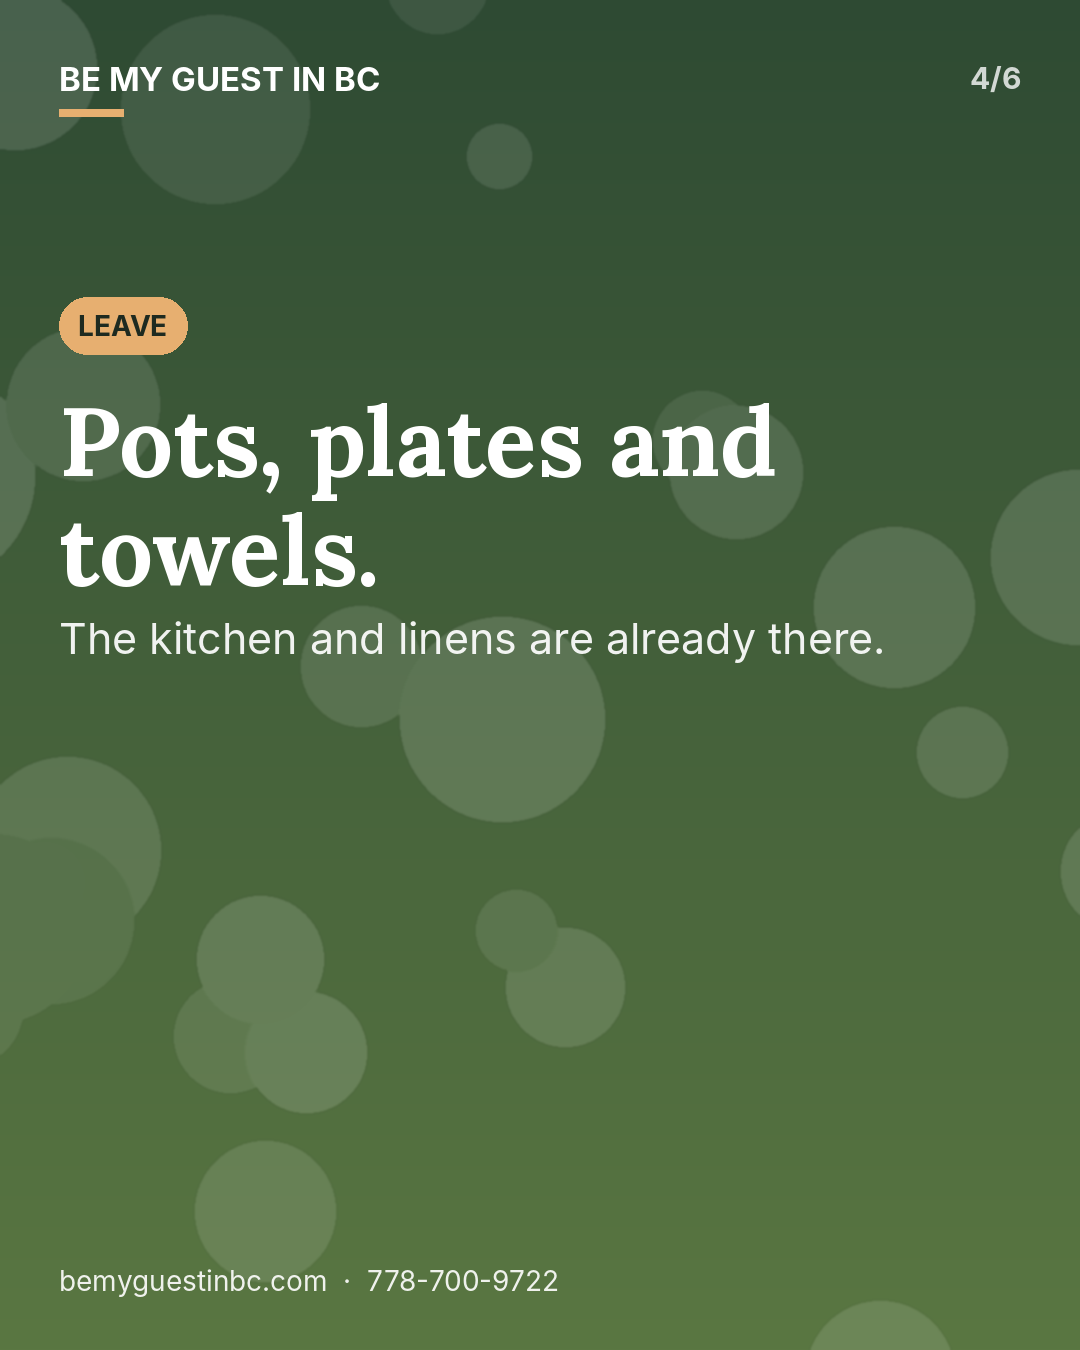 BE MY GUEST IN BC
4/6
LEAVE
Pots, plates and
towels.
The kitchen and linens are already there.
bemyguestinbc.com · 778-700-9722